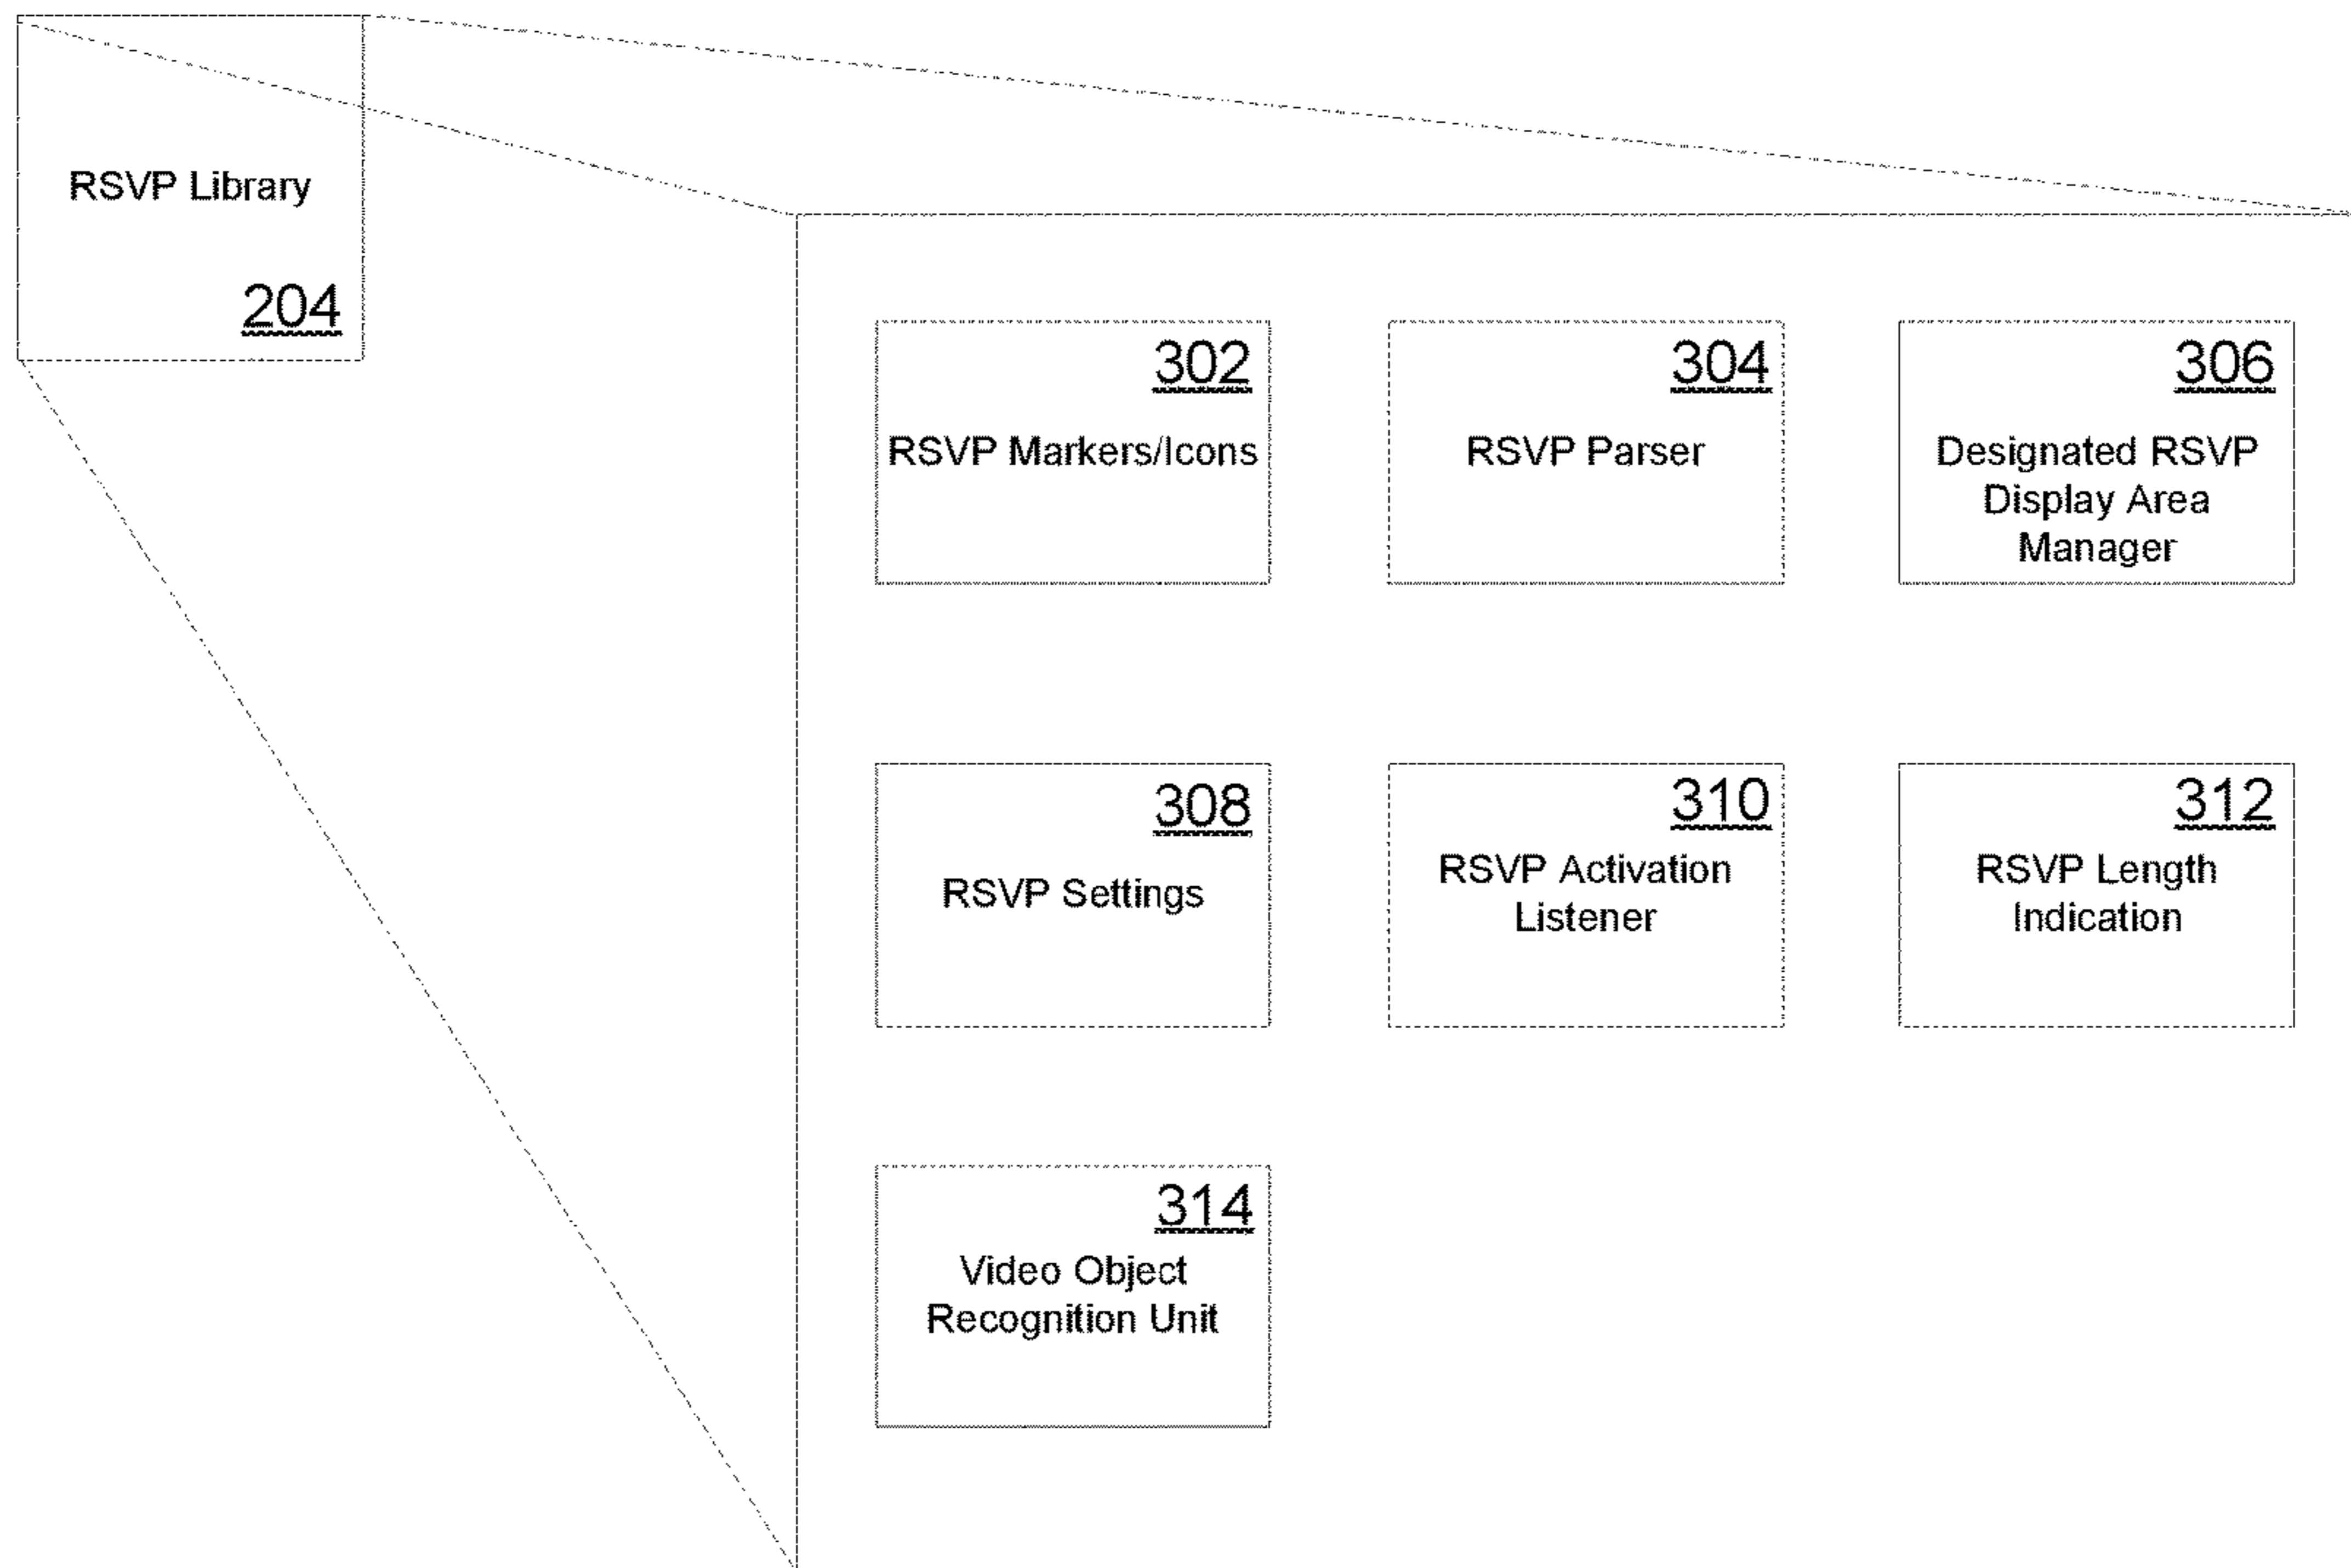 RSVP Library
204
302
RSVP Markers/Icons
304
RSVP Parser
306
Designated RSVP
Display Area
Manager
308
RSVP Settings
310
RSVP Activation
Listener
312
RSVP Length
Indication
314
Video Object
Recognition Unit